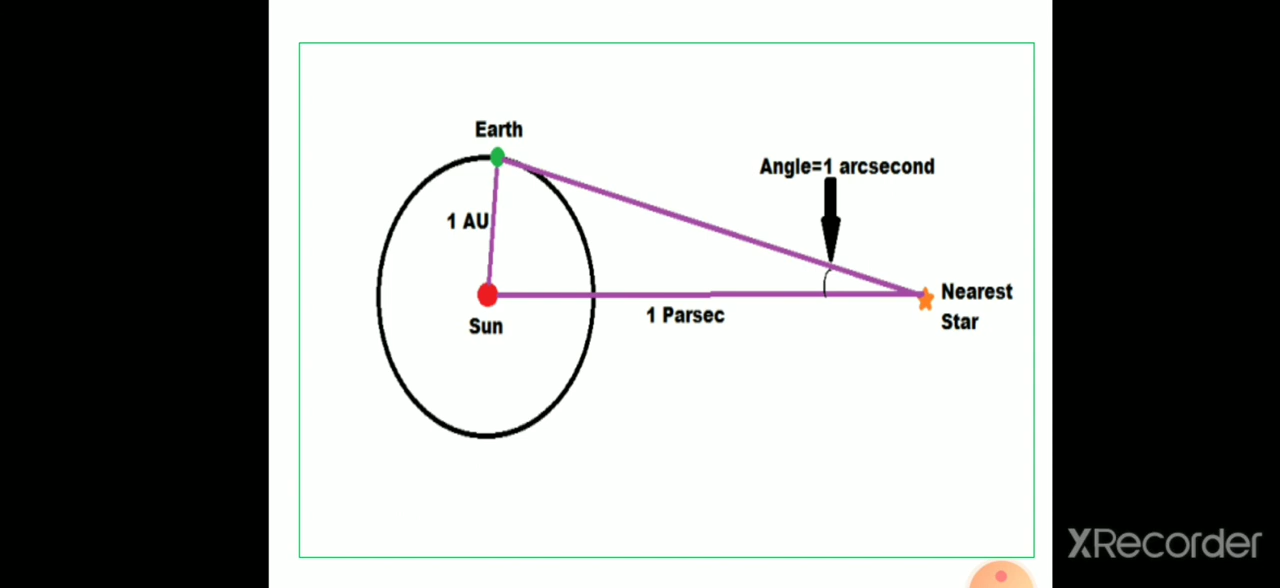 Earth
Angle=1 arcsecond
1 AU
Nearest
Star
1 Parsec
Sun
XRecorder